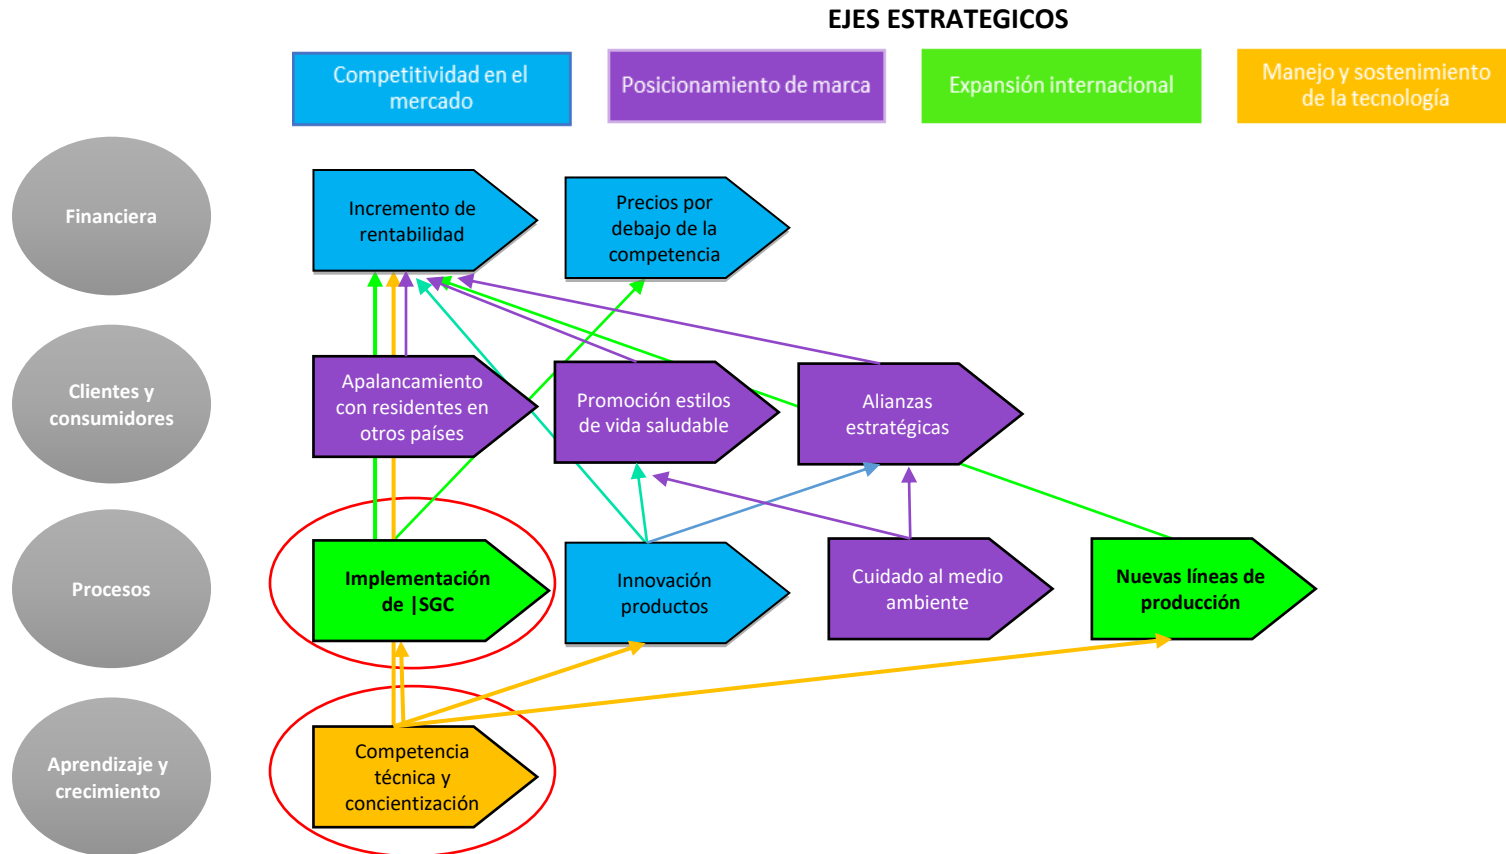 EJES ESTRATEGICOS
Competitividad en el
mercado
Posicionamiento de marca
Expansión internacional
Manejo y sostenimiento
de la tecnología
Financiera
Incremento de
rentabilidad
Precios por
debajo de la
competencia
Clientes y
consumidores
Apalancamiento
con residentes en
otros países
Promoción estilos
de vida saludable
Alianzas
estratégicas
Procesos
Implementación
de |SGC
Innovación
productos
Cuidado al medio
ambiente
Nuevas líneas de
producción
Aprendizaje y
crecimiento
Competencia
técnica y
concientización